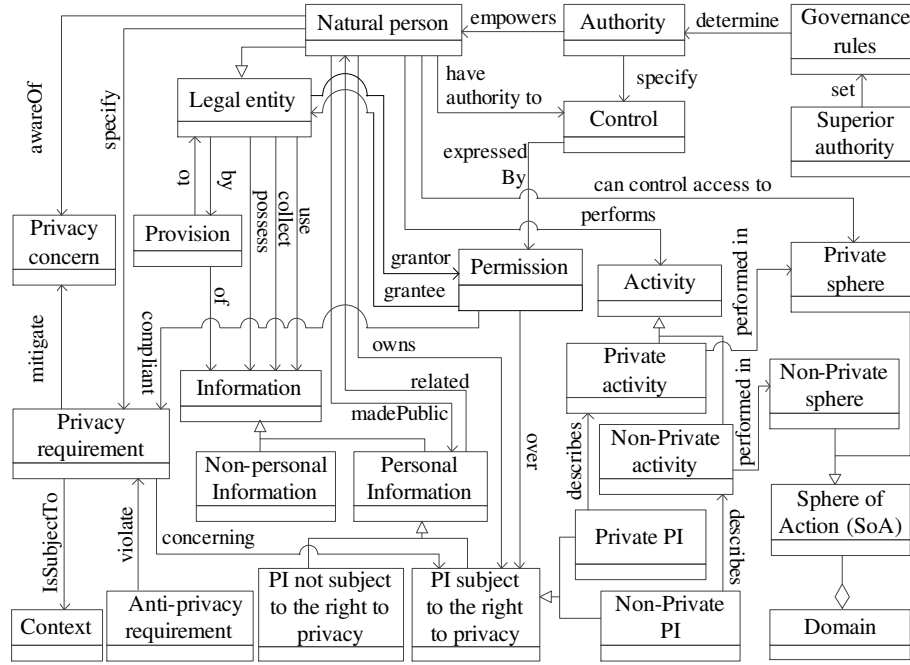 Natural person
empowers
Authority
determine
Governance
rules
have
authority to
specify
set
Legal entity
Control
Superior
authority
awareOf
specify
expressed
By
can control access to
performs
to
by
possess
collect
use
Privacy
concern
Provision
of
grantor
grantee
Permission
Activity
performed in
Private
sphere
mitigate
compliant
owns
related
madePublic
Information
Private
activity
performed in
Non-Private
sphere
Privacy
requirement
Non-personal
Information
Personal
Information
over
describes
Non-Private
activity
describes
Sphere of
Action (SoA)
IsSubjectTo
violate
concerning
Private PI
Context
Anti-privacy
requirement
PI not subject
to the right to
privacy
PI subject
to the right
to privacy
Non-Private
PI
Domain